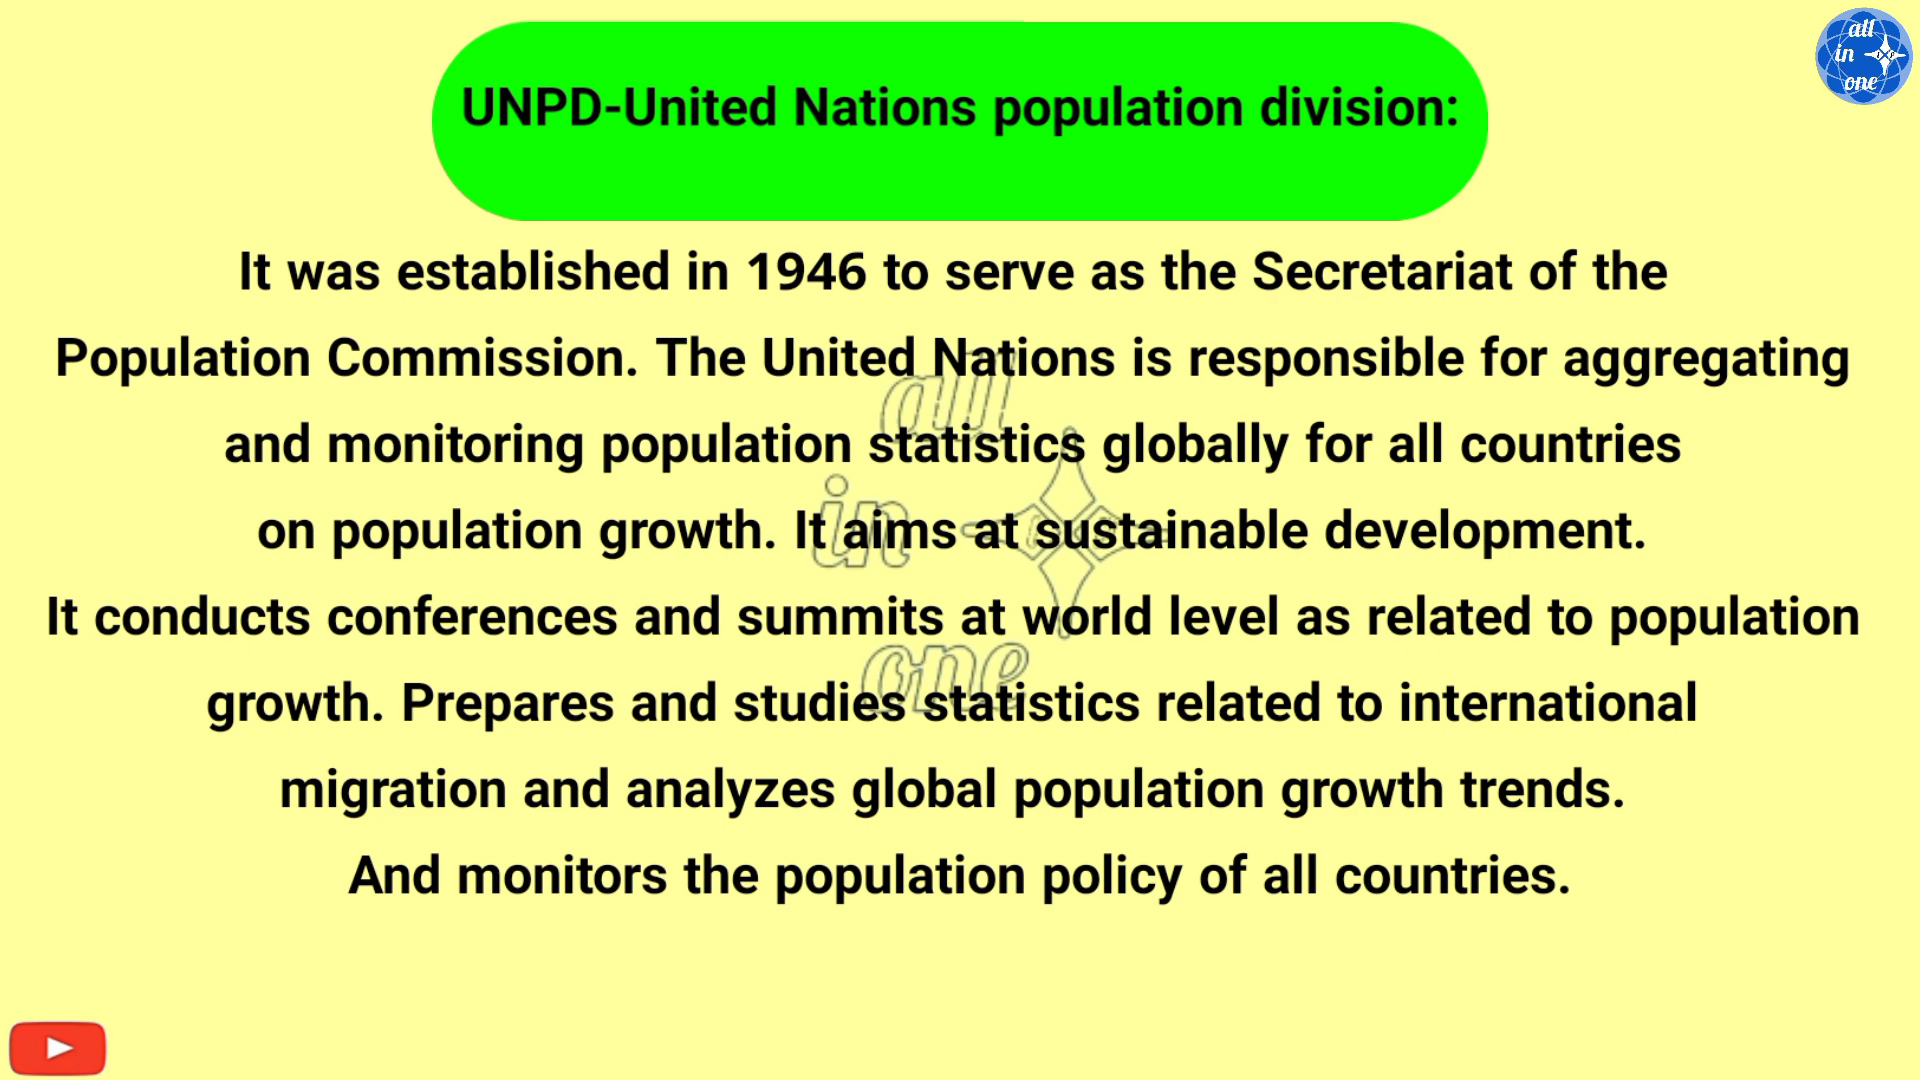 all
in
one
UNPD-United Nations population division:
It was established in 1946 to serve as the Secretariat of the
Population Commission. The United Nations is responsible for aggregating
and monitoring population statistics globally for all countries
on population growth. It aims at sustainable development.
It conducts conferences and summits at world level as related to population
growth. Prepares and studies statistics related to international
migration and analyzes global population growth trends.
And monitors the population policy of all countries.
all
in
one